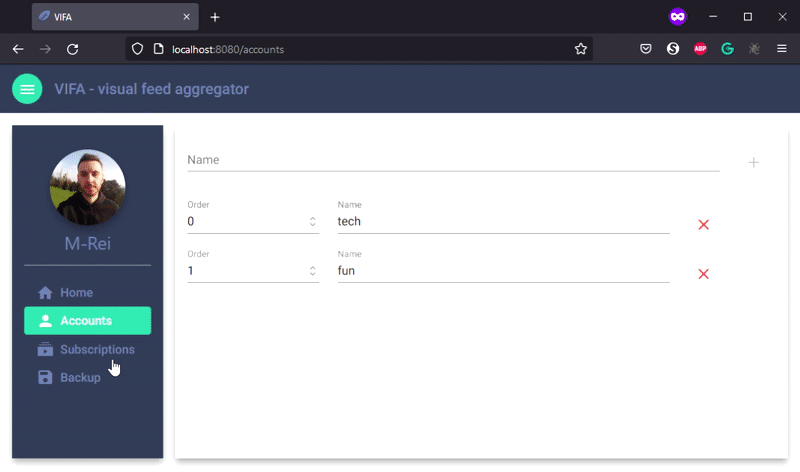 VIFA
localhost:8080/accounts
ABP
VIFA - visual feed aggregator
M-Rei
Home
Accounts
Subscriptions
Backup
Name
Order
Name
0
tech
Order
Name
1
fun